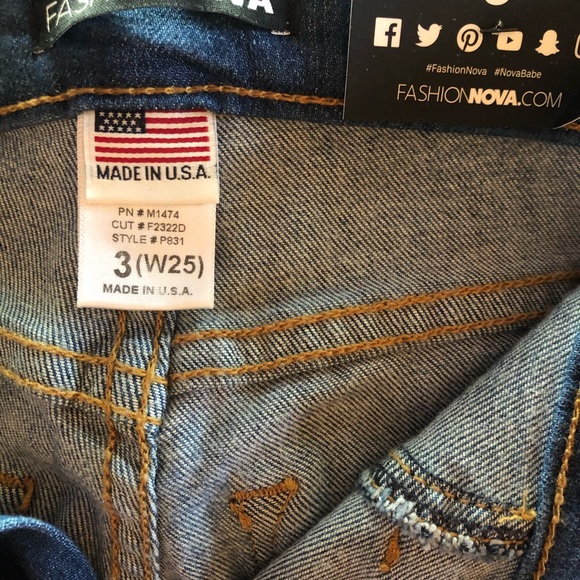 FASHION NOVA
#FashionNova #NovaBabe
FASHIONNOVA.COM
MADE IN U.S.A.
PN # M1474
CUT # F2322D
STYLE # P831
3 (W25)
MADE IN U.S.A.